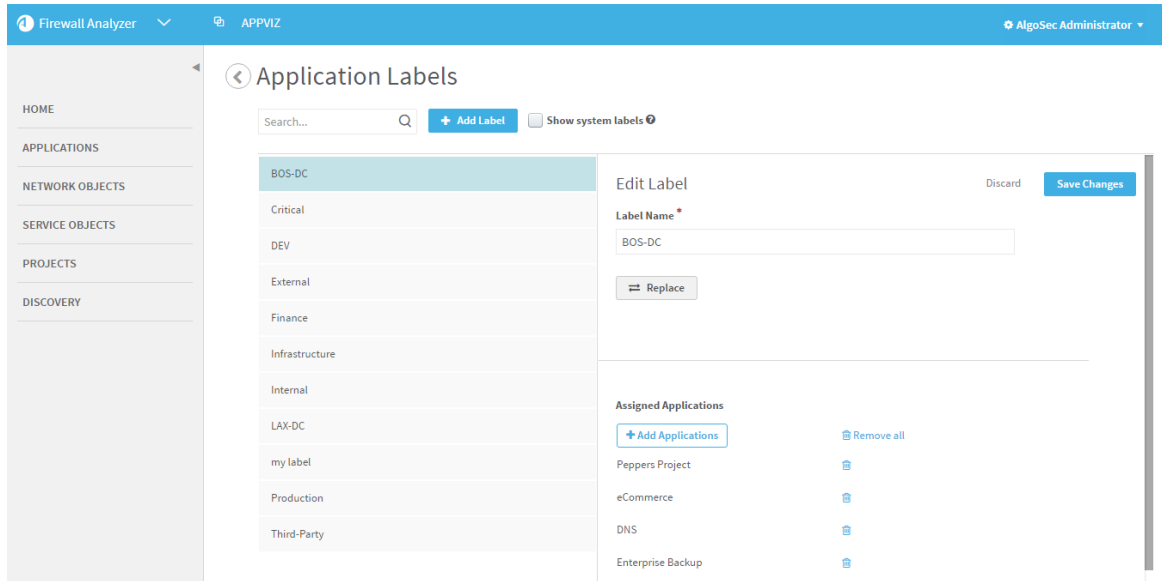 Firewall Analyzer
APPVIZ
AlgoSec Administrator
HOME
APPLICATIONS
NETWORK OBJECTS
SERVICE OBJECTS
PROJECTS
DISCOVERY
Application Labels
Search...
+ Add Label
Show system labels ?
BOS-DC
Critical
DEV
External
Finance
Infrastructure
Internal
LAX-DC
my label
Production
Third-Party
Edit Label
Discard
Save Changes
Label Name *
BOS-DC
Replace
Assigned Applications
+ Add Applications
Remove all
Peppers Project
eCommerce
DNS
Enterprise Backup